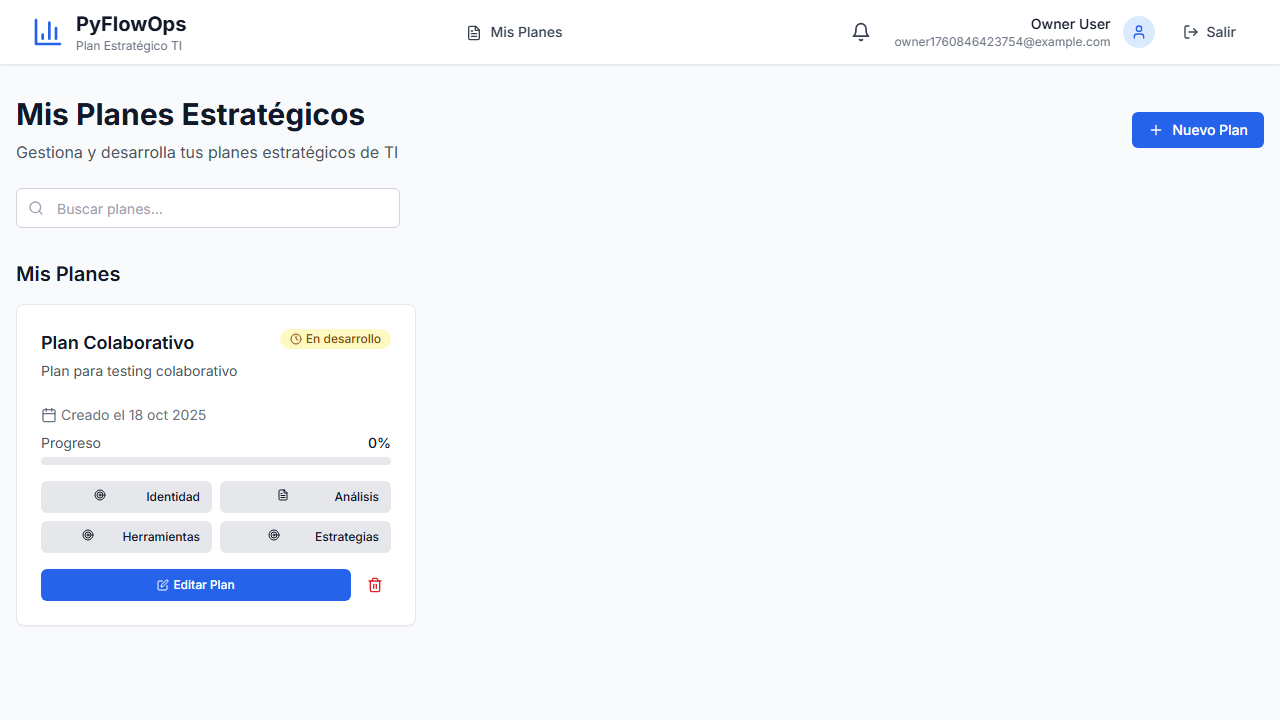 PyFlowOps
Plan Estratégico TI
Mis Planes
Owner User
owner1760846423754@example.com
Salir
Mis Planes Estratégicos
Gestiona y desarrolla tus planes estratégicos de TI
Nuevo Plan
Buscar planes...
Mis Planes
Plan Colaborativo
En desarrollo
Plan para testing colaborativo
Creado el 18 oct 2025
Progreso 0%
Identidad
Análisis
Herramientas
Estrategias
Editar Plan